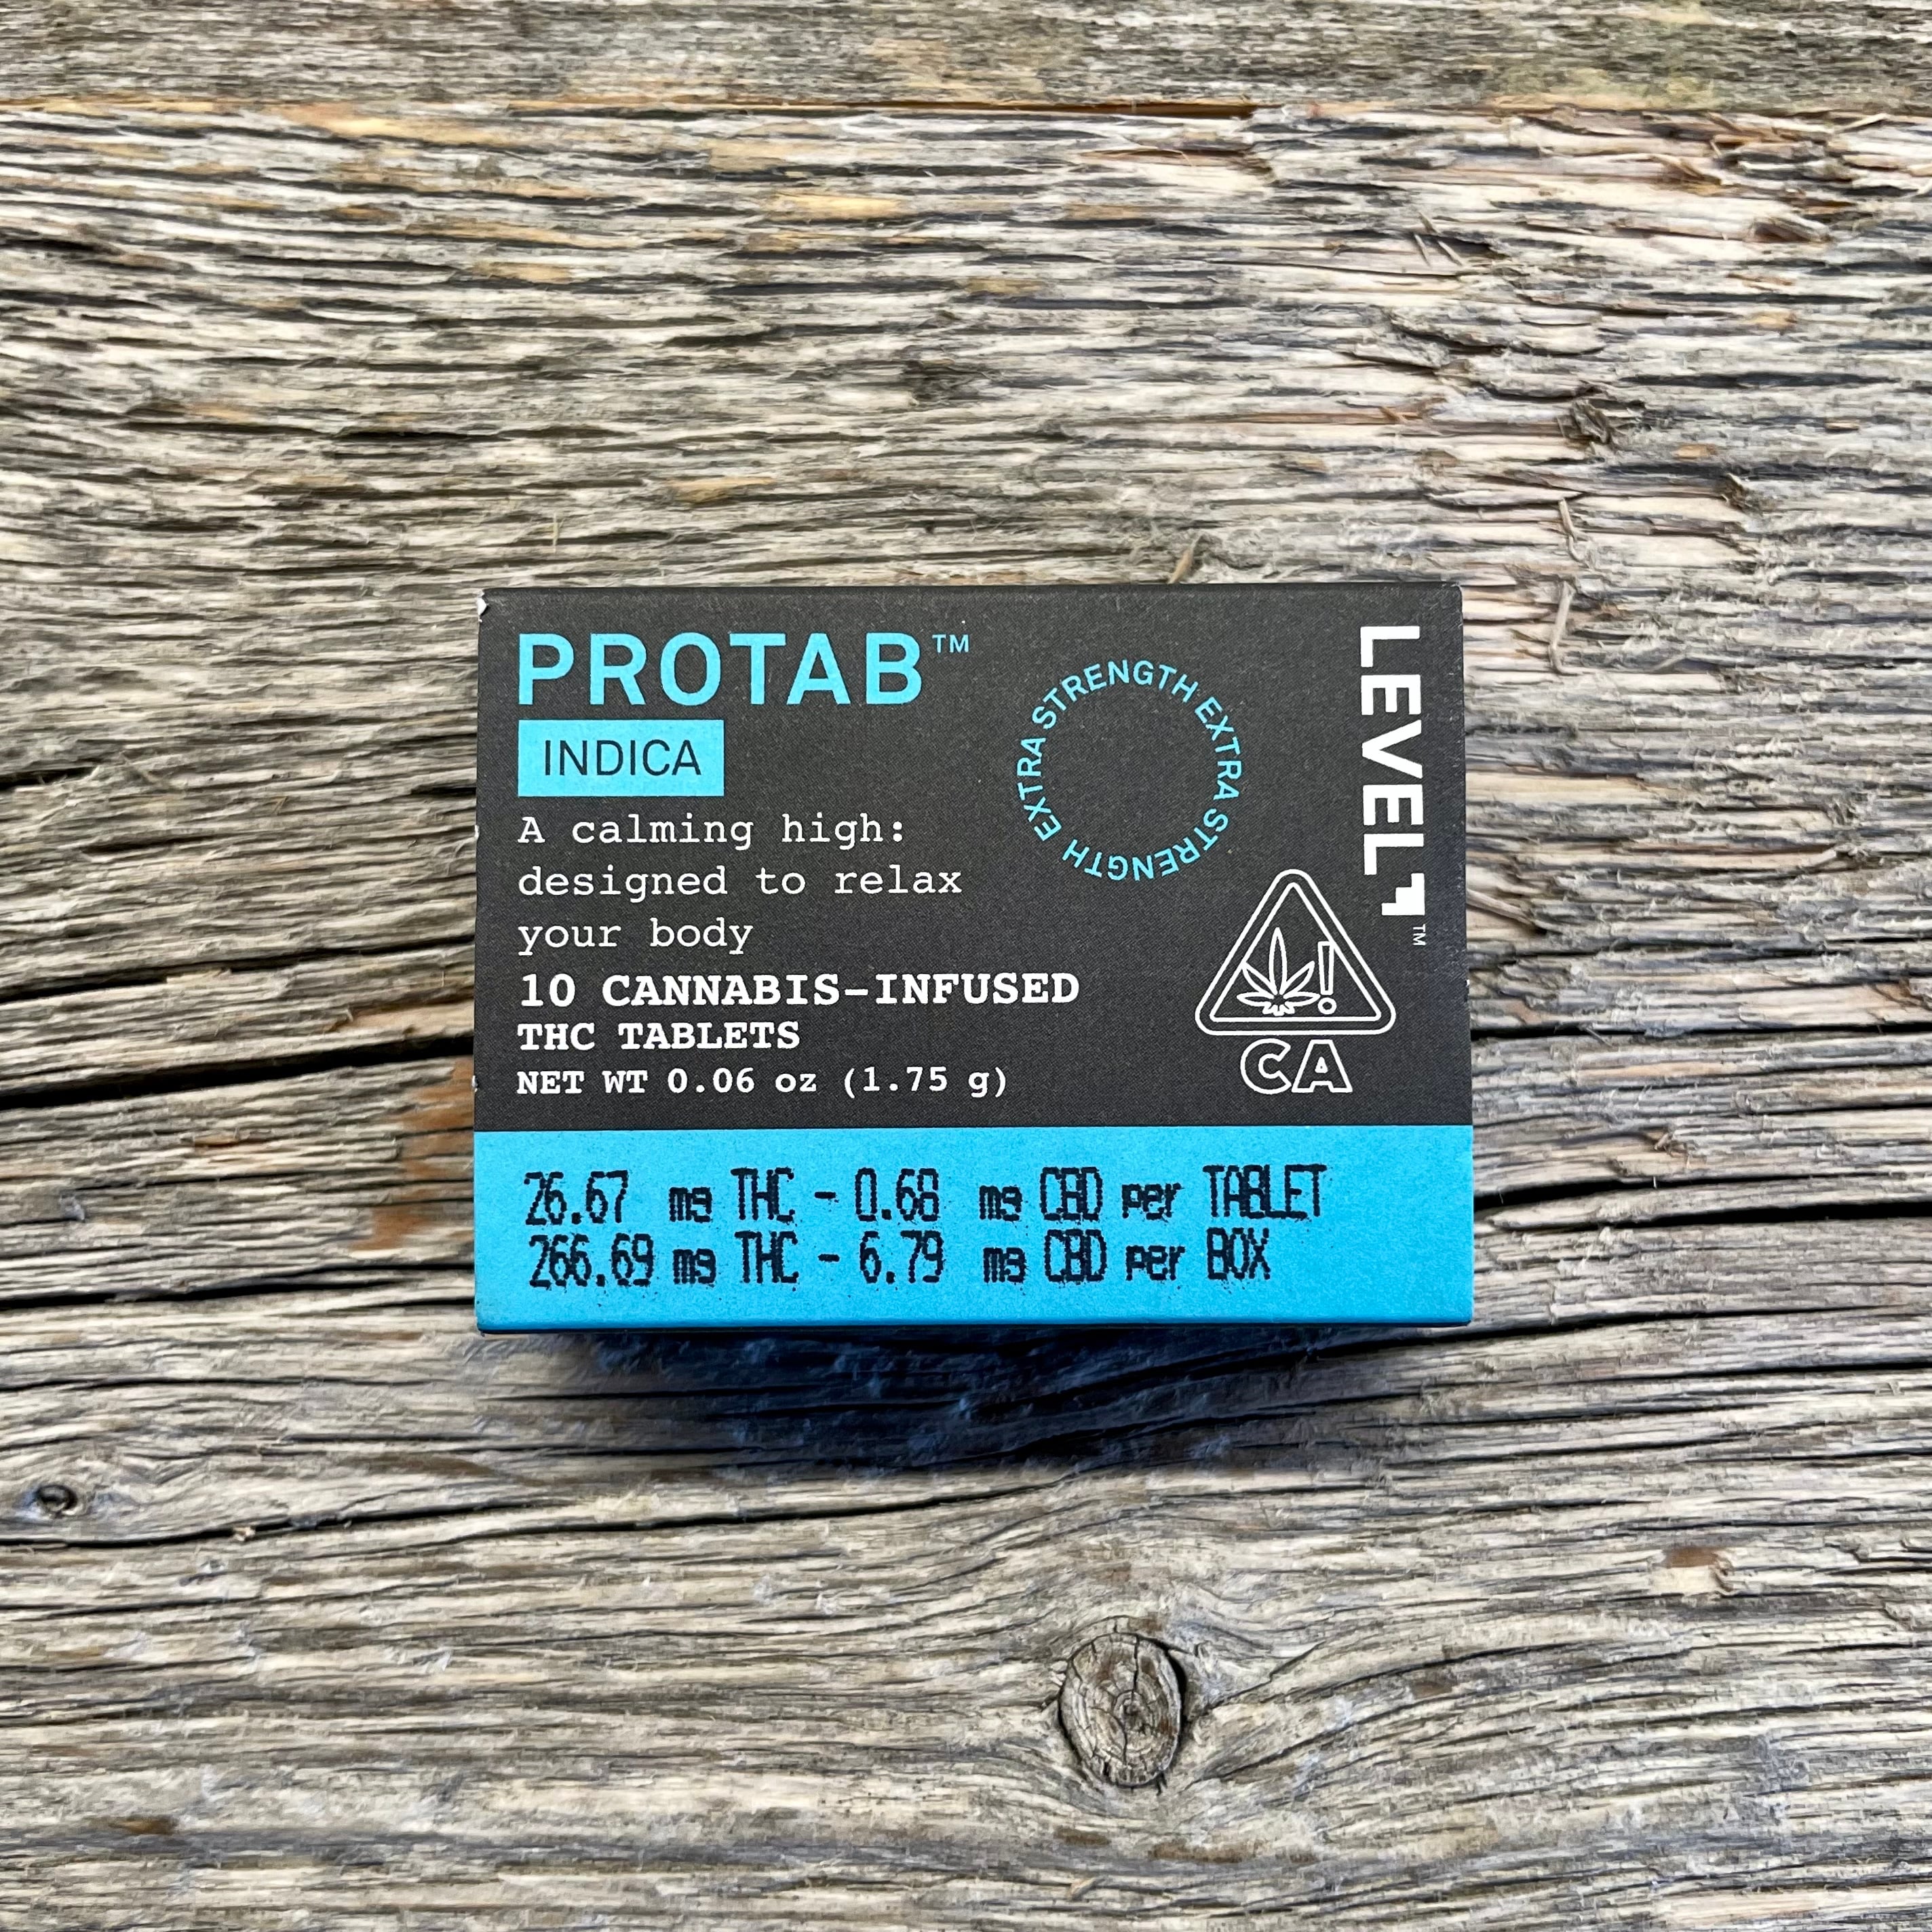 PROTAB™
INDICA
A calming high:
designed to relax
your body
10 CANNABIS-INFUSED
THC TABLETS
NET WT 0.06 oz (1.75 g)
EXTRA STRENGTH EXTRA STRENGTH
LEVEL™
CA
26.67 mg THC - 0.68 mg CBD per TABLET
266.69 mg THC - 6.79 mg CBD per BOX